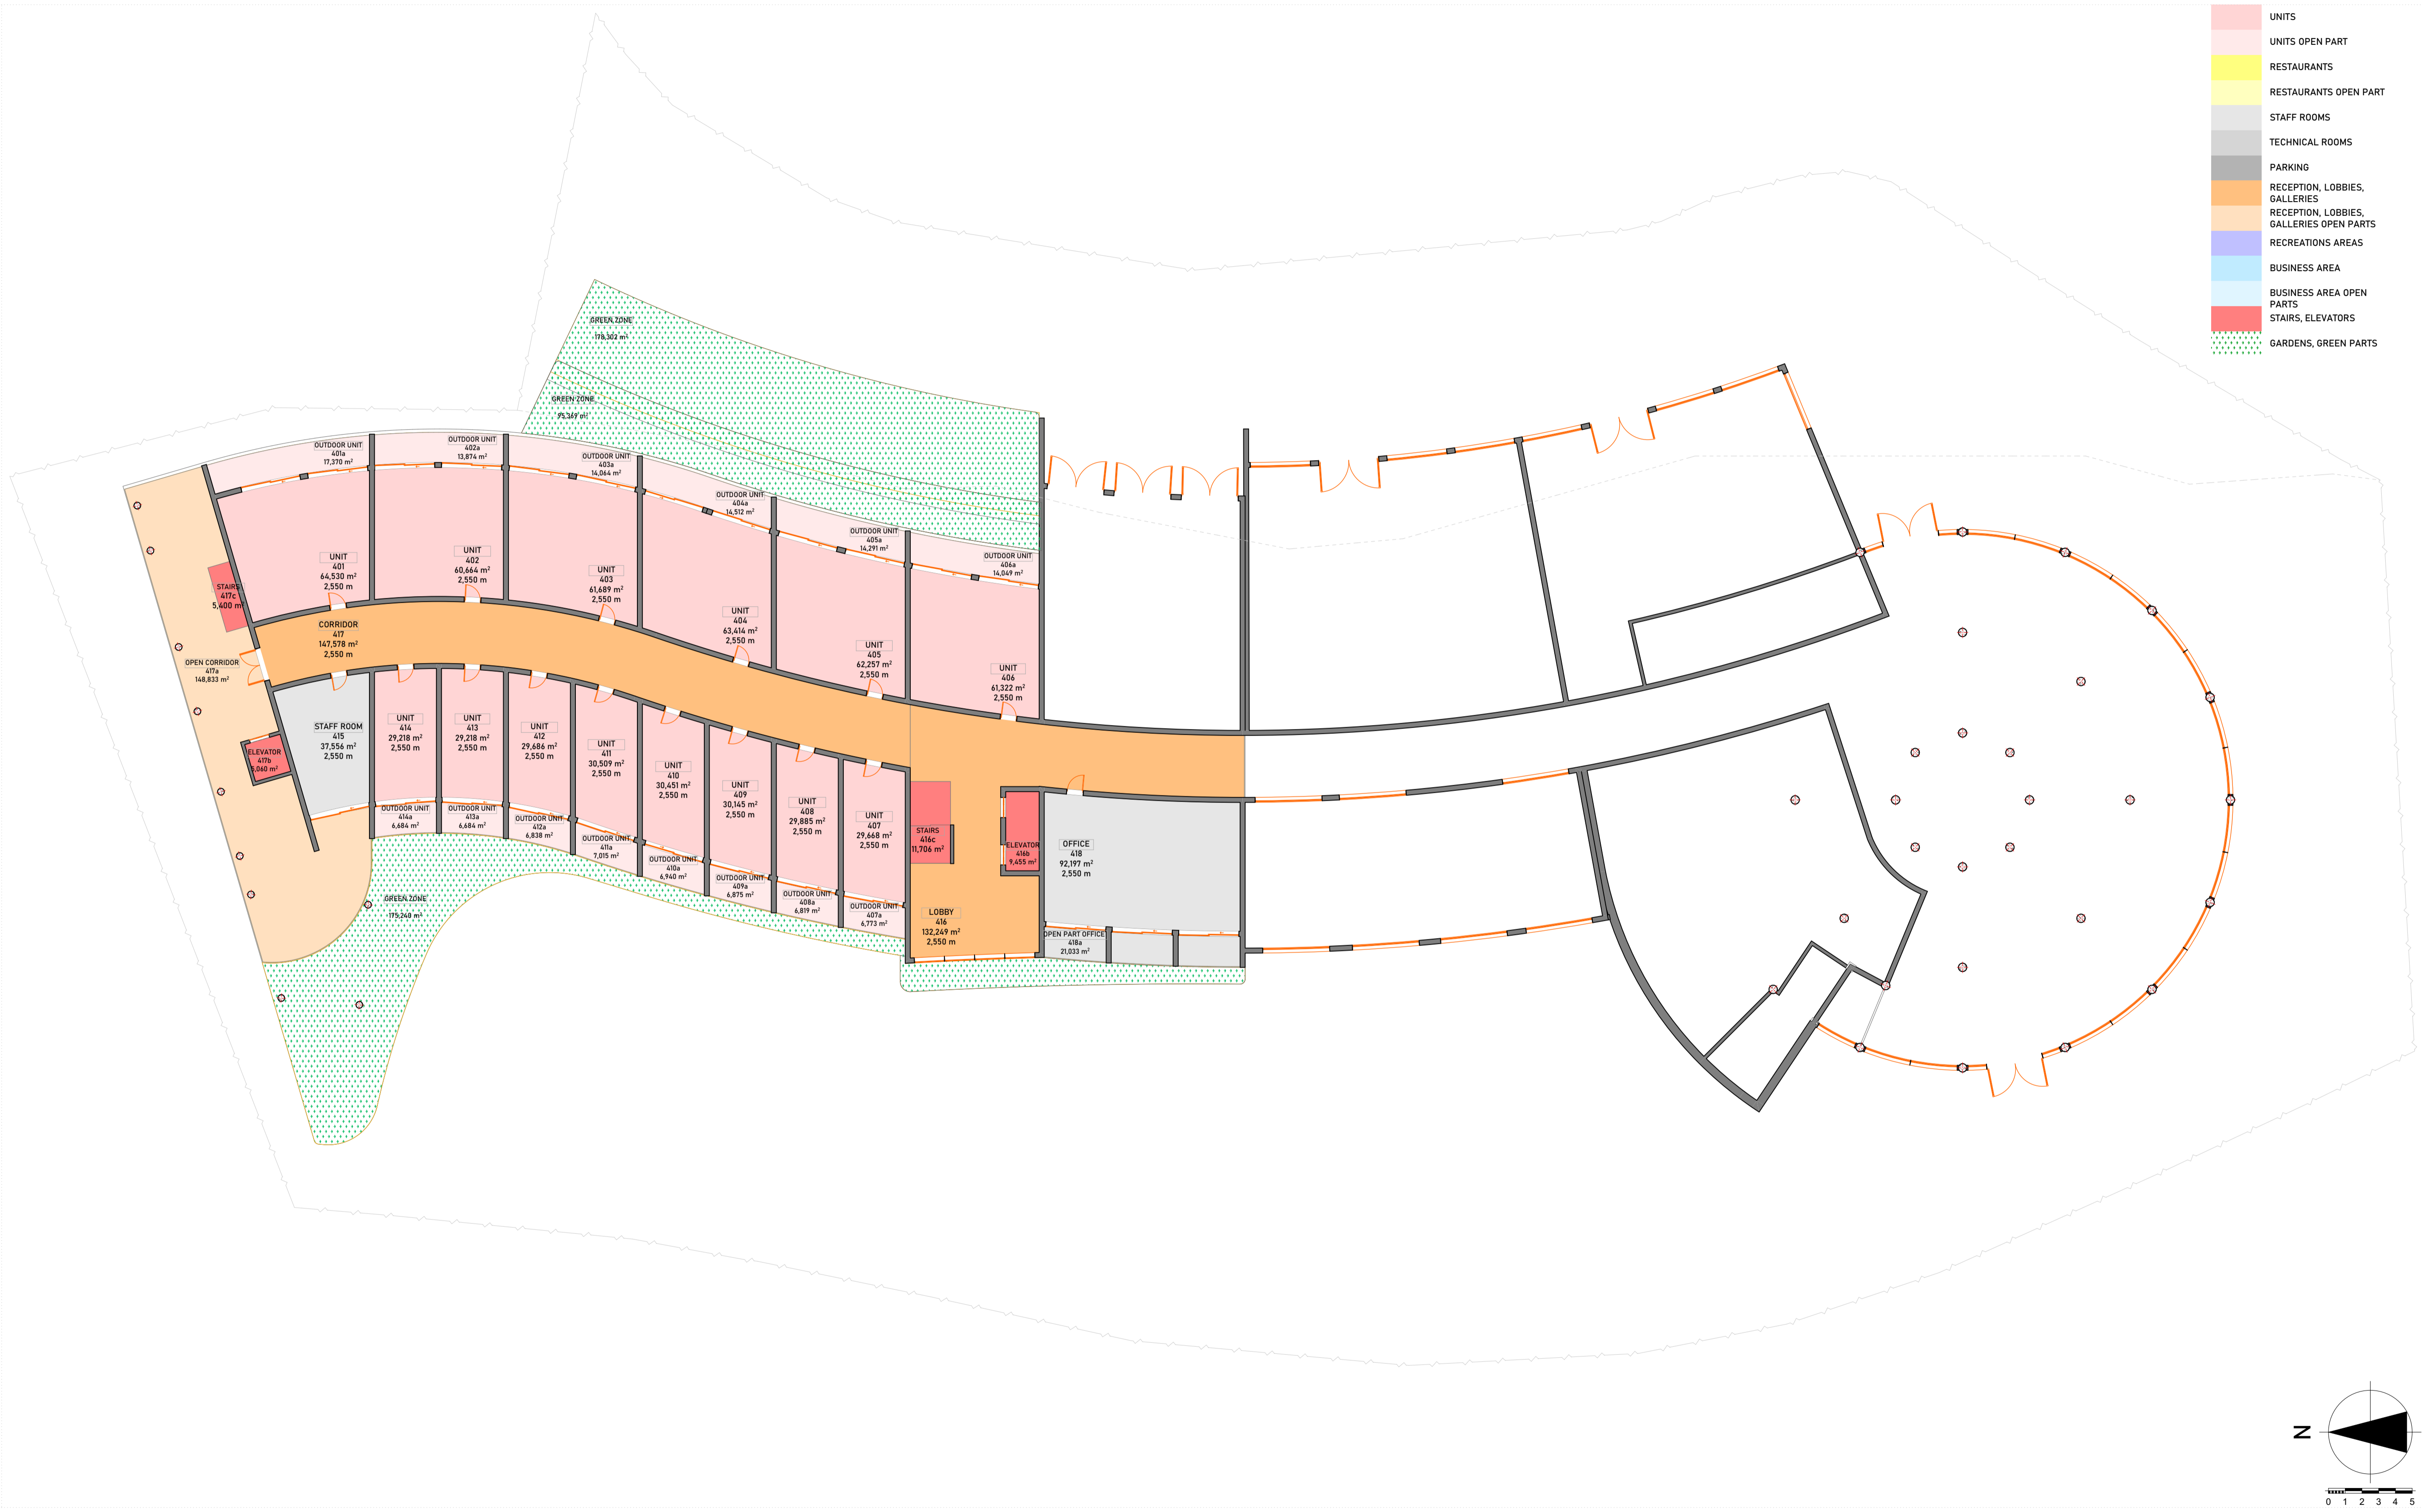 UNITS
UNITS OPEN PART
RESTAURANTS
RESTAURANTS OPEN PART
STAFF ROOMS
TECHNICAL ROOMS
PARKING
RECEPTION, LOBBIES,
GALLERIES
RECEPTION, LOBBIES,
GALLERIES OPEN PARTS
RECREATIONS AREAS
BUSINESS AREA
BUSINESS AREA OPEN
PARTS
STAIRS, ELEVATORS
GARDENS, GREEN PARTS
GREEN ZONE
178,302 m²
GREEN ZONE
95,369 m²
OUTDOOR UNIT
401a
17,370 m²
OUTDOOR UNIT
402a
13,874 m²
OUTDOOR UNIT
403a
14,064 m²
OUTDOOR UNIT
404a
14,512 m²
OUTDOOR UNIT
405a
14,291 m²
OUTDOOR UNIT
406a
14,049 m²
UNIT
401
64,530 m²
2,550 m
UNIT
402
60,664 m²
2,550 m
UNIT
403
61,689 m²
2,550 m
UNIT
404
63,414 m²
2,550 m
UNIT
405
62,257 m²
2,550 m
UNIT
406
61,322 m²
2,550 m
STAIRS
417c
5,400 m²
CORRIDOR
417
147,578 m²
2,550 m
OPEN CORRIDOR
417a
148,833 m²
ELEVATOR
417b
5,060 m²
STAFF ROOM
415
37,556 m²
2,550 m
UNIT
414
29,218 m²
2,550 m
UNIT
413
29,218 m²
2,550 m
UNIT
412
29,686 m²
2,550 m
UNIT
411
30,509 m²
2,550 m
UNIT
410
30,451 m²
2,550 m
UNIT
409
30,145 m²
2,550 m
UNIT
408
29,885 m²
2,550 m
UNIT
407
29,668 m²
2,550 m
OUTDOOR UNIT
414a
6,684 m²
OUTDOOR UNIT
413a
6,684 m²
OUTDOOR UNIT
412a
6,838 m²
OUTDOOR UNIT
411a
7,015 m²
OUTDOOR UNIT
410a
6,940 m²
OUTDOOR UNIT
409a
6,875 m²
OUTDOOR UNIT
408a
6,819 m²
OUTDOOR UNIT
407a
6,773 m²
STAIRS
416c
11,706 m²
ELEVATOR
416b
9,455 m²
OFFICE
418
92,197 m²
2,550 m
LOBBY
416
132,249 m²
2,550 m
OPEN PART OFFICE
418a
21,033 m²
GREEN ZONE
175,240 m²
N
0 1 2 3 4 5